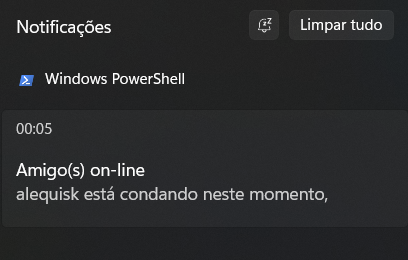 Notificações
Limpar tudo
Windows PowerShell
00:05
Amigo(s) on-line
alequisk está condando neste momento,